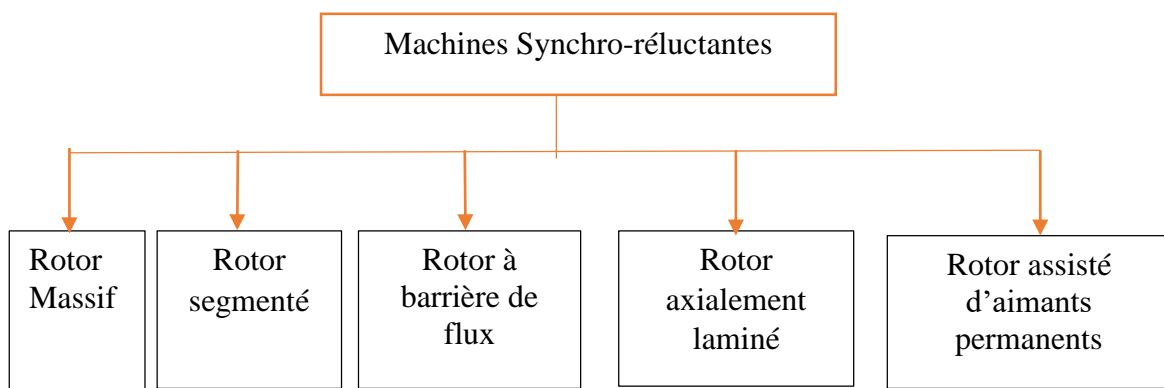 Machines Synchro-réluctantes
Rotor
Massif
Rotor
segmenté
Rotor à
barrière de
flux
Rotor
axialement
laminé
Rotor assisté
d’aimants
permanents